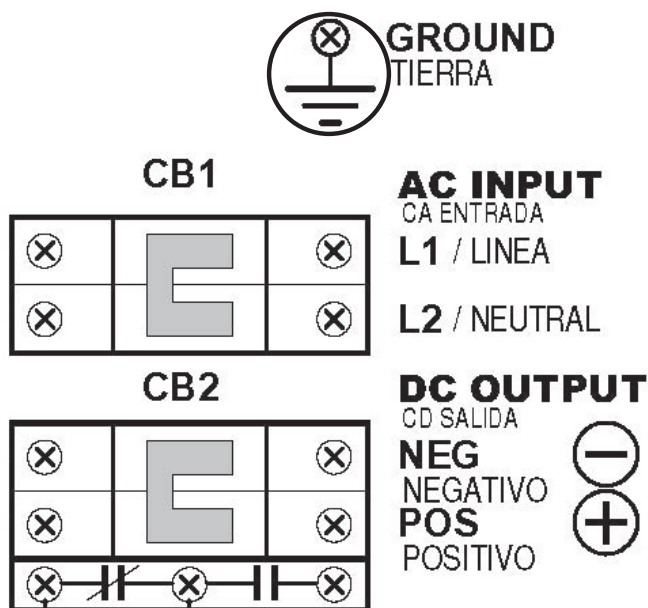 GROUND
TIERRA
CB1
AC INPUT
CA ENTRADA
L1 / LINEA
L2 / NEUTRAL
CB2
DC OUTPUT
CD SALIDA
NEG
NEGATIVO
POS
POSITIVO